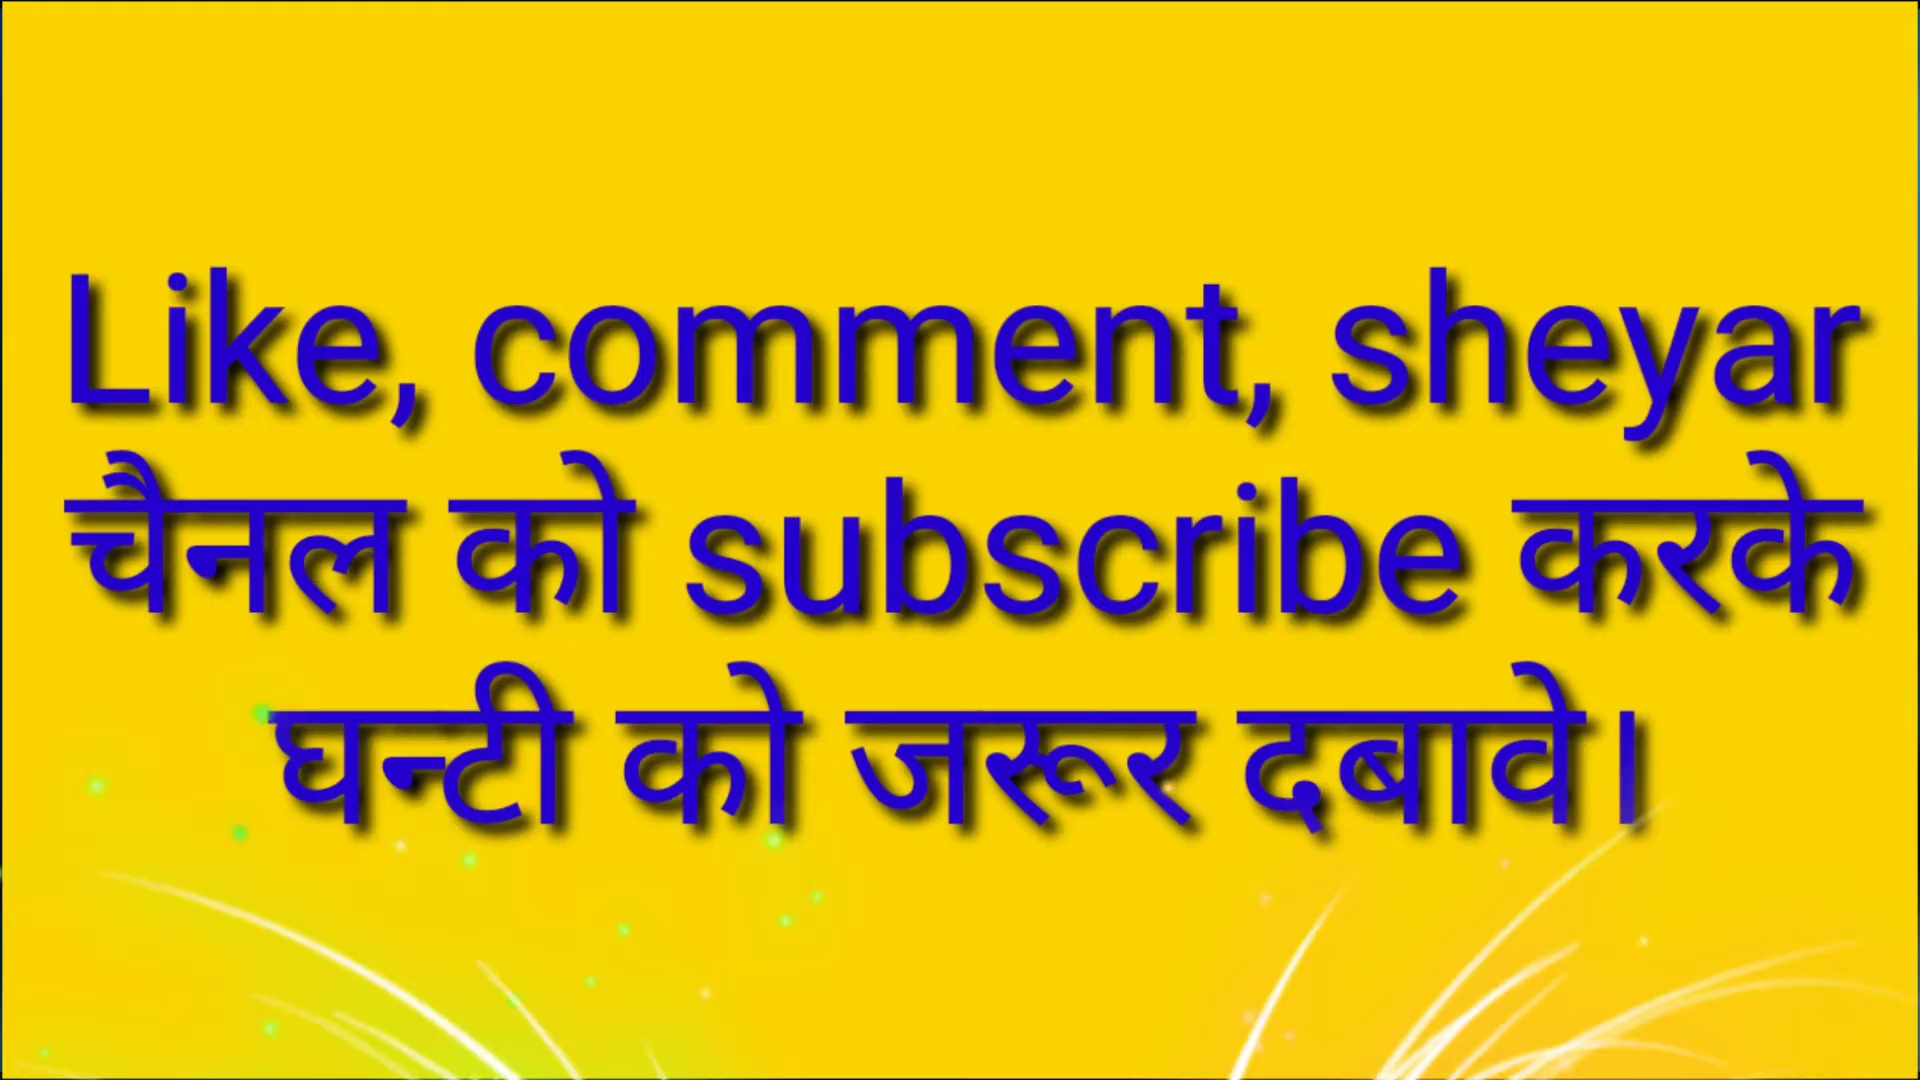 Like, comment, sheyar
चैनल को subscribe करके
घन्टी को जरूर दबावे।